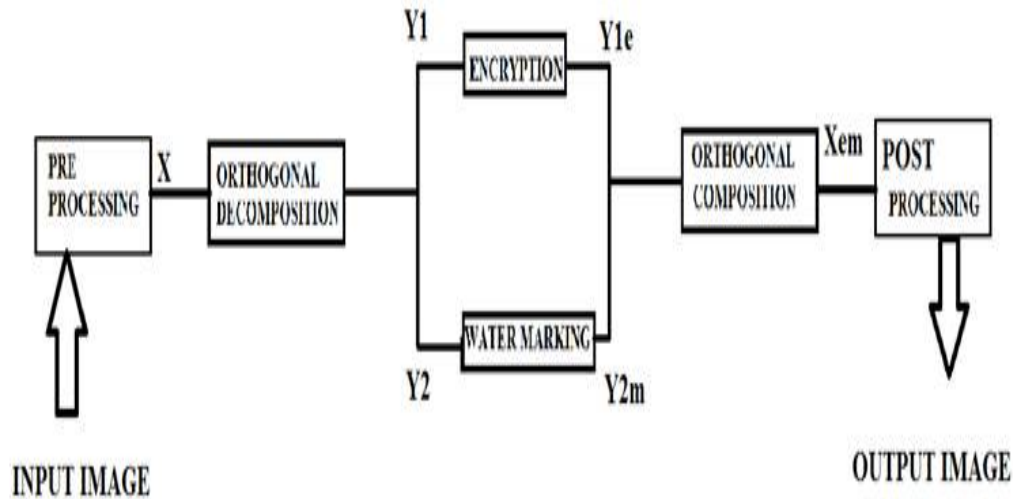 Y1
Y1e
ENCRYPTION
PRE
PROCESSING
X
ORTHOGONAL
DECOMPOSITION
ORTHOGONAL
COMPOSITION
Xem
POST
PROCESSING
WATER MARKING
Y2
Y2m
INPUT IMAGE
OUTPUT IMAGE